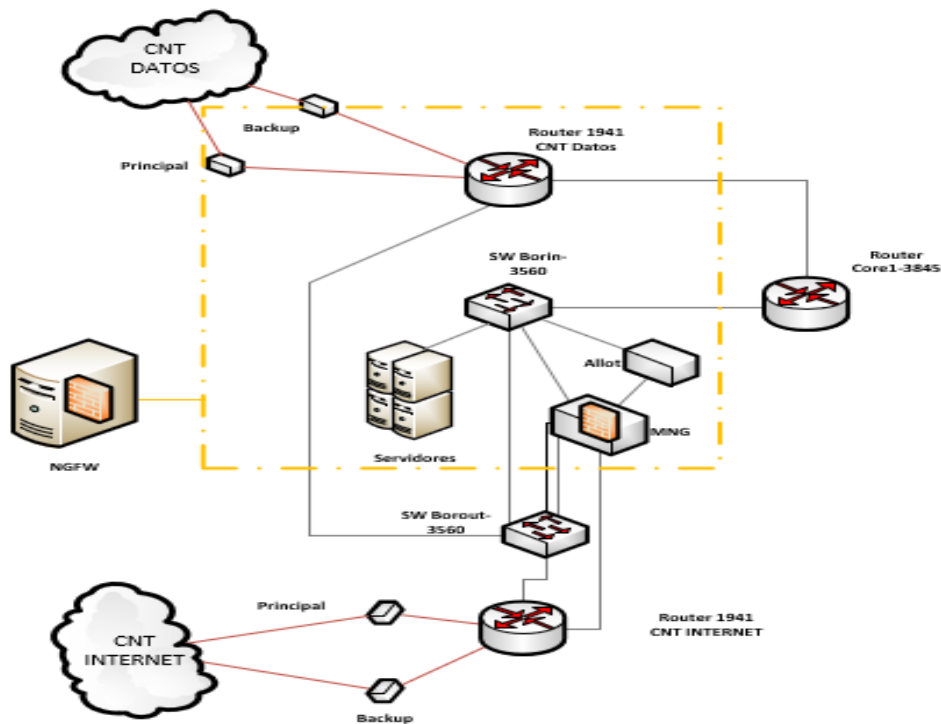 CNT
DATOS
Backup
Principal
Router 1941
CNT Datos
SW Borin-
3560
Router
Core1-3845
Allot
MNG
Servidores
NGFW
SW Borout-
3560
Principal
CNT
INTERNET
Router 1941
CNT INTERNET
Backup